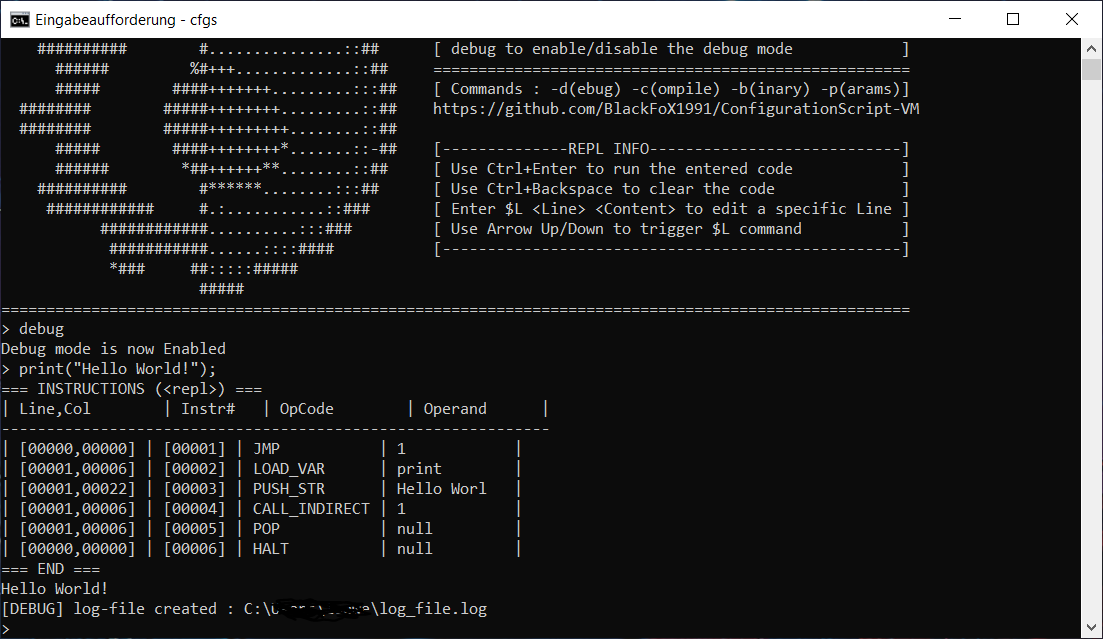 Eingabeaufforderung - cfgs
########## #...............::## [ debug to enable/disable the debug mode ]
###### %#+++.............::## =====================================================
##### ####+++++++.........:::## [ Commands : -d(ebug) -c(ompile) -b(inary) -p(arams)]
######## #####++++++++.........::## https://github.com/BlackFoX1991/ConfigurationScript-VM
######## #####+++++++++........::##
##### ####++++++++*.......::-## [--------------REPL INFO----------------------------]
###### *##++++++**........::## [ Use Ctrl+Enter to run the entered code ]
########## #******........:::## [ Use Ctrl+Backspace to clear the code ]
############ #.:...........::### [ Enter $L <Line> <Content> to edit a specific Line ]
############..........:::### [ Use Arrow Up/Down to trigger $L command ]
###########......::::#### [---------------------------------------------------]
*### ##:::::#####
#####
=====================================================================================================
> debug
Debug mode is now Enabled
> print("Hello World!");
=== INSTRUCTIONS (<repl>) ===
| Line,Col | Instr# | OpCode | Operand |
-------------------------------------------------------------
| [00000,00000] | [00001] | JMP | 1 |
| [00001,00006] | [00002] | LOAD_VAR | print |
| [00001,00022] | [00003] | PUSH_STR | Hello Worl |
| [00001,00006] | [00004] | CALL_INDIRECT | 1 |
| [00001,00006] | [00005] | POP | null |
| [00000,00000] | [00006] | HALT | null |
=== END ===
Hello World!
[DEBUG] log-file created : C:\ \log_file.log
>